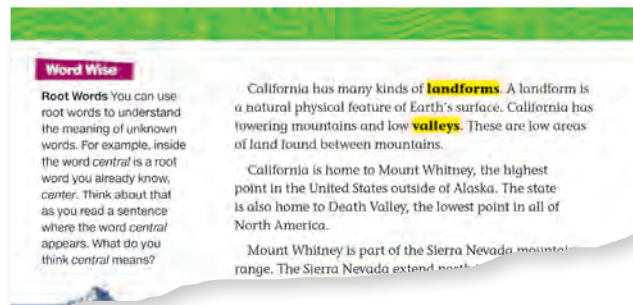 Word Wise
Root Words You can use
root words to understand
the meaning of unknown
words. For example, inside
the word central is a root
word you already know,
center. Think about that
as you read a sentence
where the word central
appears. What do you
think central means?
California has many kinds of landforms. A landform is
a natural physical feature of Earth's surface. California has
towering mountains and low valleys. These are low areas
of land found between mountains.
California is home to Mount Whitney, the highest
point in the United States outside of Alaska. The state
is also home to Death Valley, the lowest point in all of
North America.
Mount Whitney is part of the Sierra Nevada
range. The Sierra Nevada extend